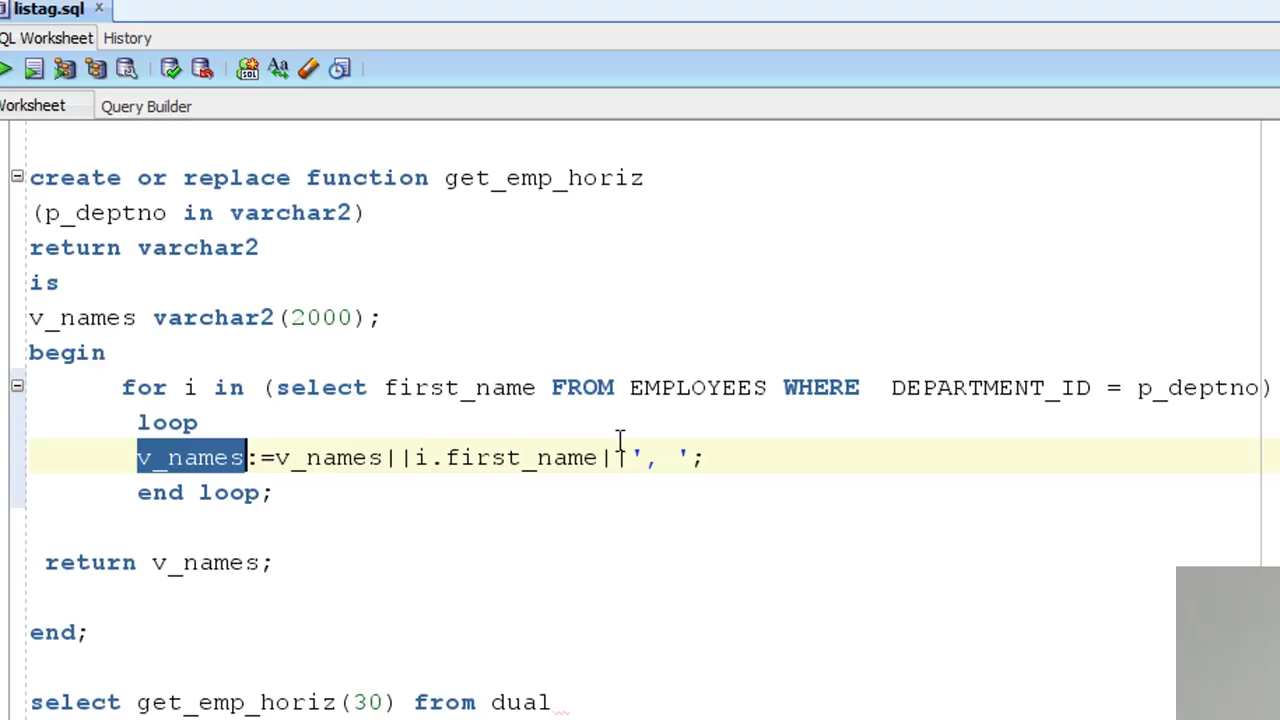 listag.sql
QL Worksheet History
Worksheet Query Builder
create or replace function get_emp_horiz
(p_deptno in varchar2)
return varchar2
is
v_names varchar2(2000);
begin
for i in (select first_name FROM EMPLOYEES WHERE DEPARTMENT_ID = p_deptno)
loop
v_names:=v_names||i.first_name||', ';
end loop;
return v_names;
end;
select get_emp_horiz(30) from dual